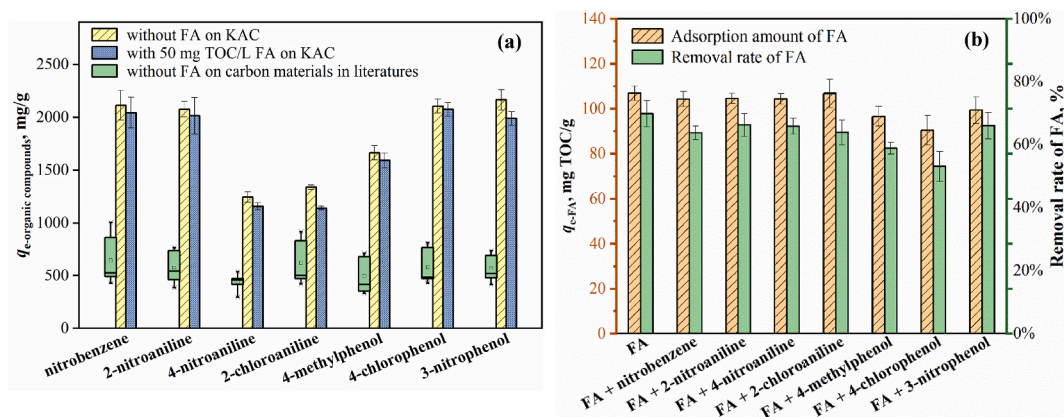 (a)
without FA on KAC
with 50 mg TOC/L FA on KAC
without FA on carbon materials in literatures
qe-organic compounds, mg/g
2500
2000
1500
1000
500
0
nitrobenzene
2-nitroaniline
4-nitroaniline
2-chloroaniline
4-methylphenol
4-chlorophenol
3-nitrophenol
(b)
Adsorption amount of FA
Removal rate of FA
qe-FA, mg TOC/g
140
120
100
80
60
40
20
0
100%
80%
60%
40%
20%
0%
Removal rate of FA, %
FA
FA + nitrobenzene
FA + 2-nitroaniline
FA + 4-nitroaniline
FA + 2-chloroaniline
FA + 4-methylphenol
FA + 4-chlorophenol
FA + 3-nitrophenol